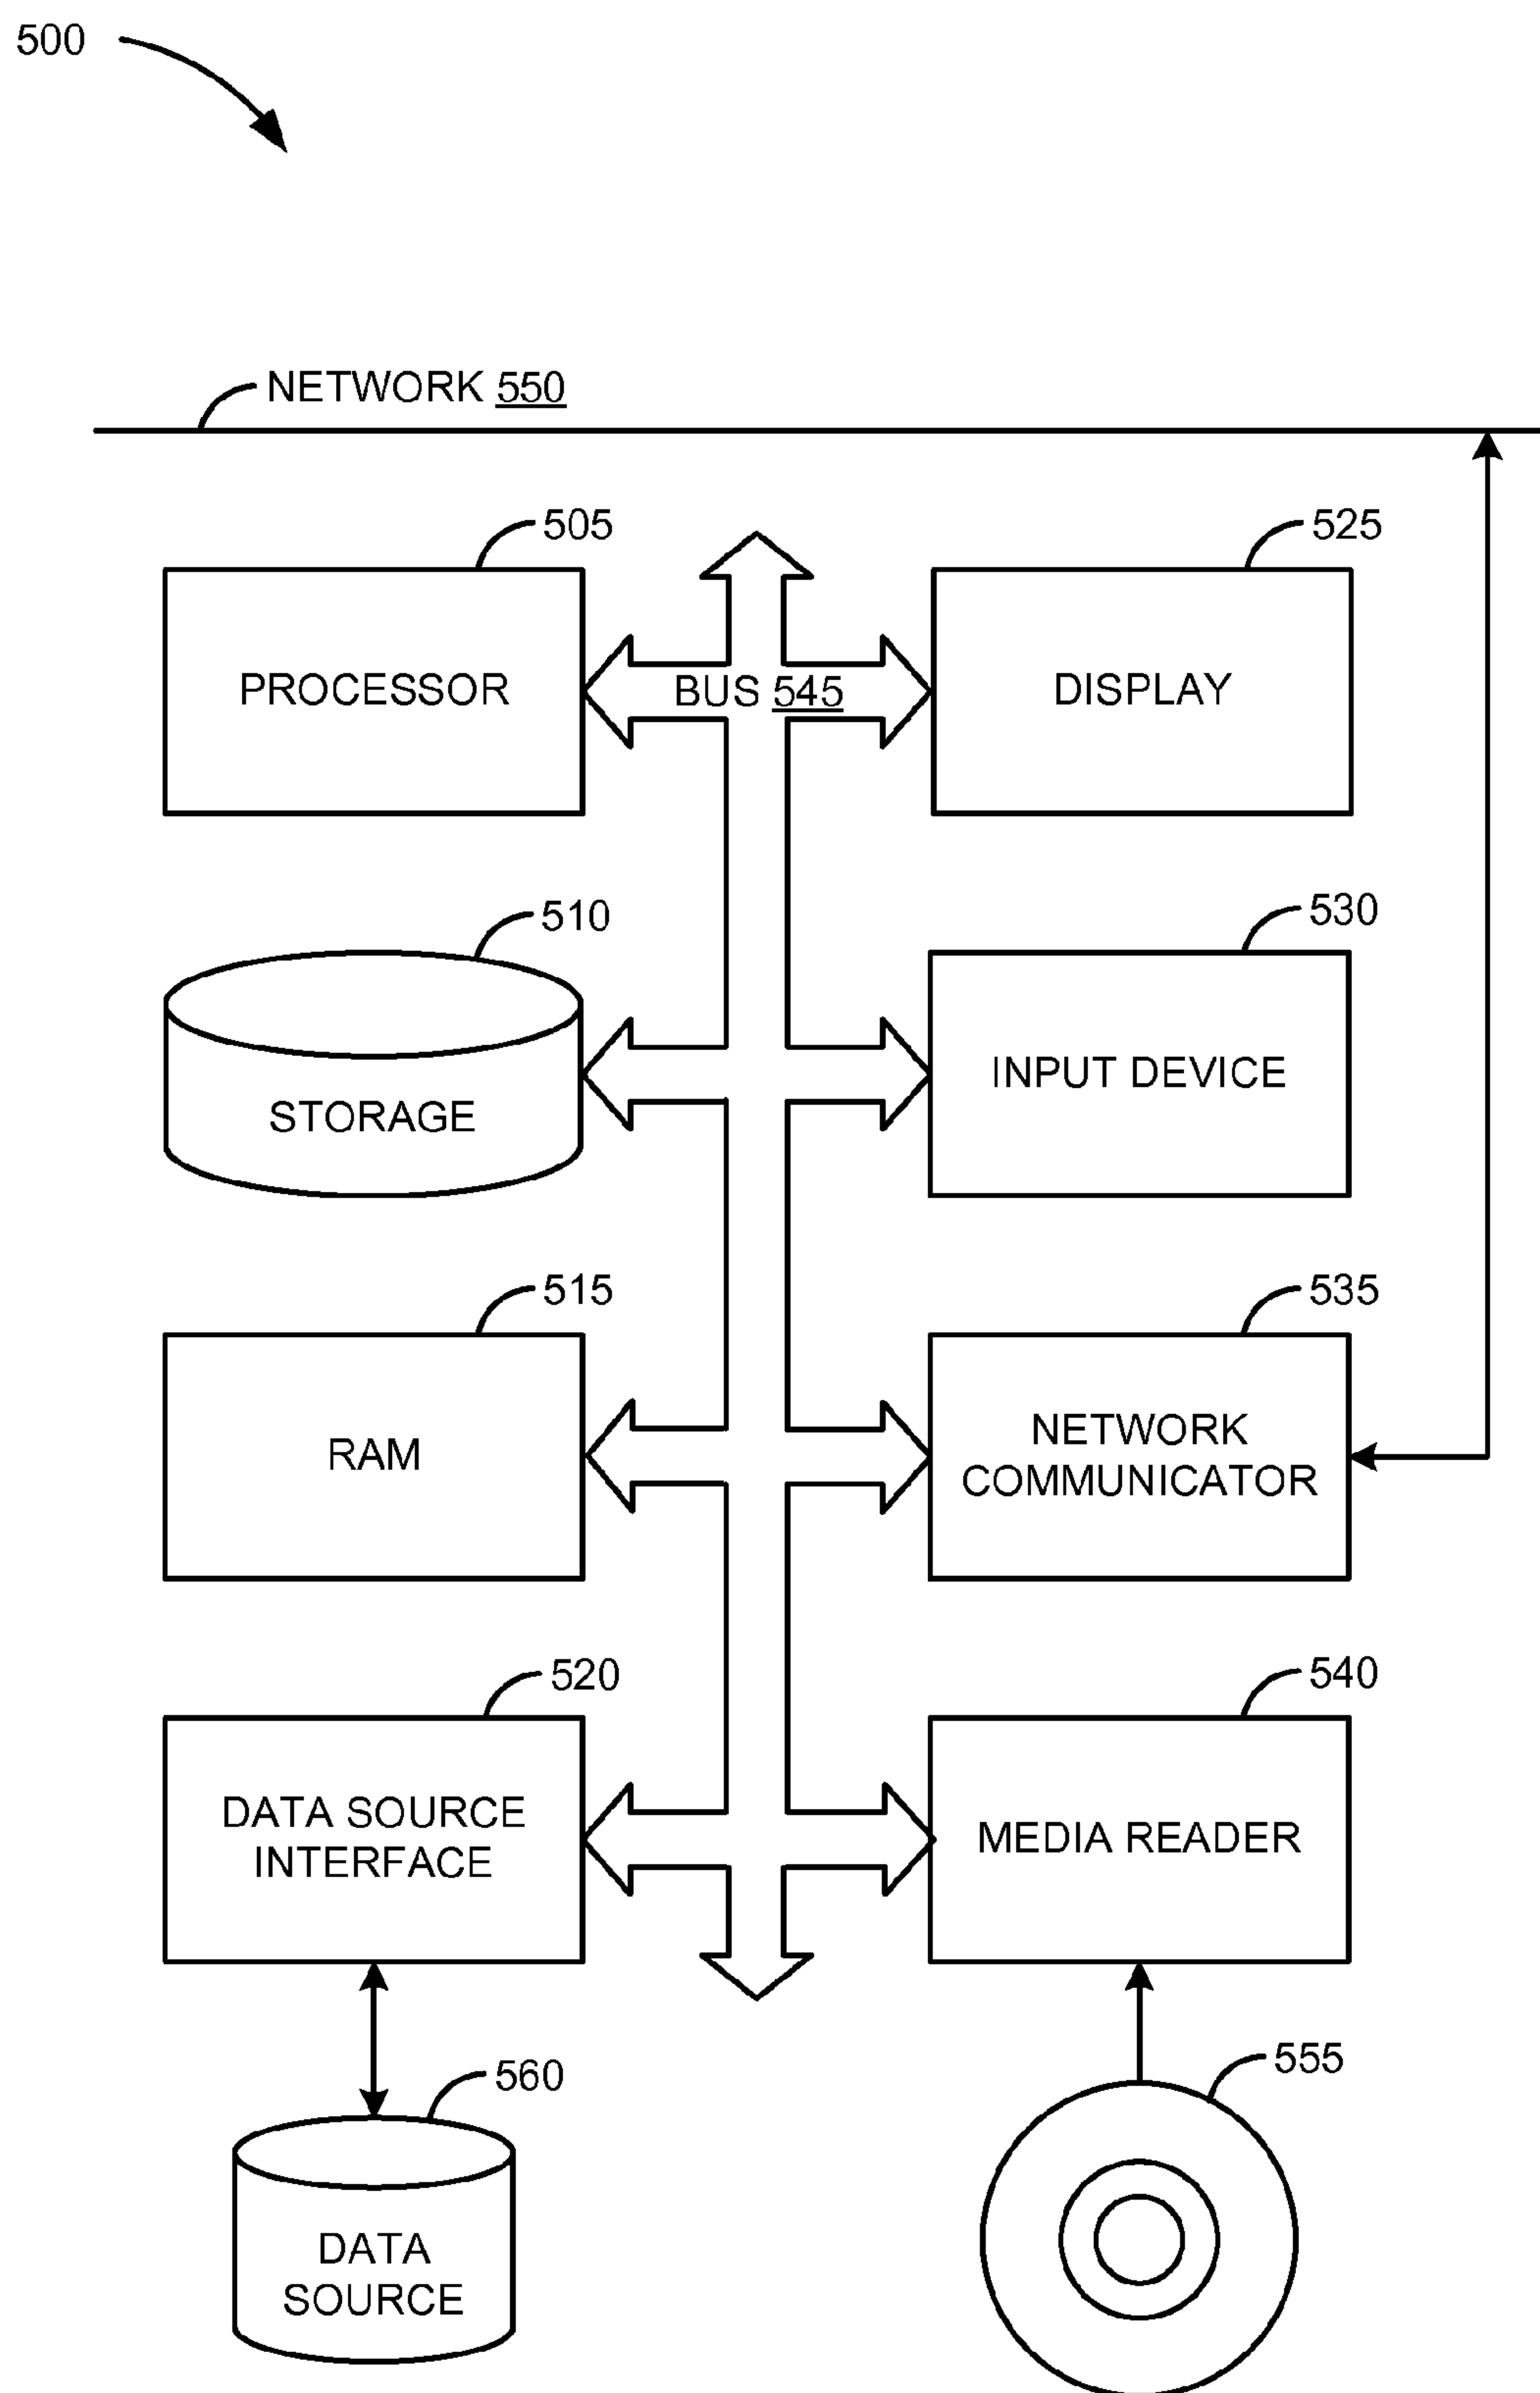 500
NETWORK 550
505
525
PROCESSOR
BUS 545
DISPLAY
510
530
STORAGE
INPUT DEVICE
515
535
RAM
NETWORK
COMMUNICATOR
520
540
DATA SOURCE
INTERFACE
MEDIA READER
560
555
DATA
SOURCE